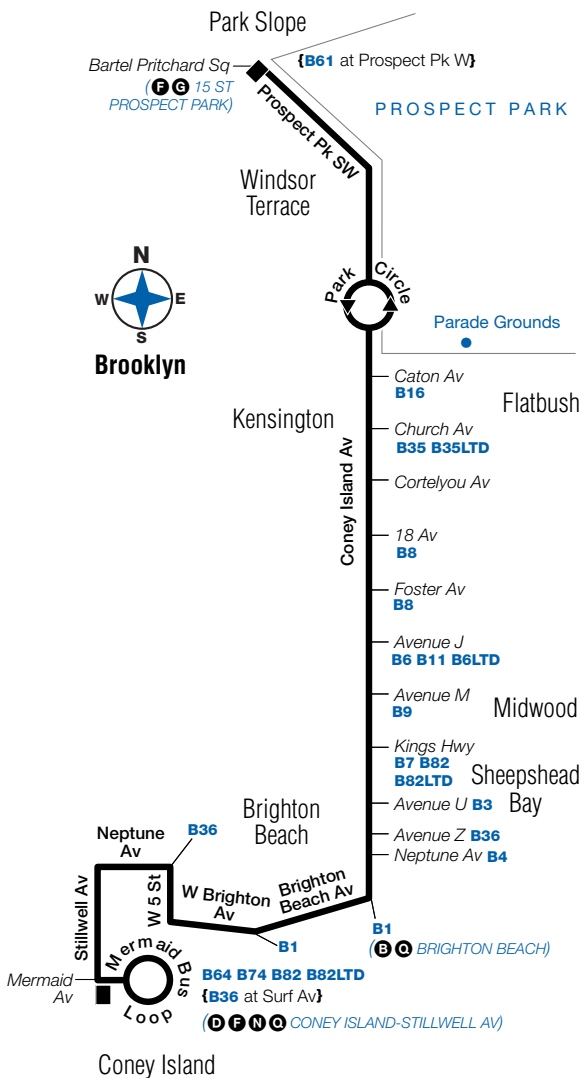 Park Slope
Bartel Pritchard Sq
(F G 15 ST
PROSPECT PARK)
{B61 at Prospect Pk W}
PROSPECT PARK
Prospect Pk SW
Windsor
Terrace
N
W E
S
Brooklyn
Park Circle
Parade Grounds
Caton Av
B16
Flatbush
Kensington
Church Av
B35 B35LTD
Coney Island Av
Cortelyou Av
18 Av
B8
Foster Av
B8
Avenue J
B6 B11 B6LTD
Avenue M
B9
Midwood
Kings Hwy
B7 B82
B82LTD
Sheepshead
Bay
Avenue U B3
Brighton
Beach
Avenue Z B36
Neptune Av B4
Neptune
Av
B36
Stillwell Av
W 5 St
W Brighton
Av
Brighton
Beach Av
B1
B1
(B Q BRIGHTON BEACH)
Mermaid
Av
Mermaid Bus
Loop
B64 B74 B82 B82LTD
{B36 at Surf Av}
(D F N Q CONEY ISLAND-STILLWELL AV)
Coney Island